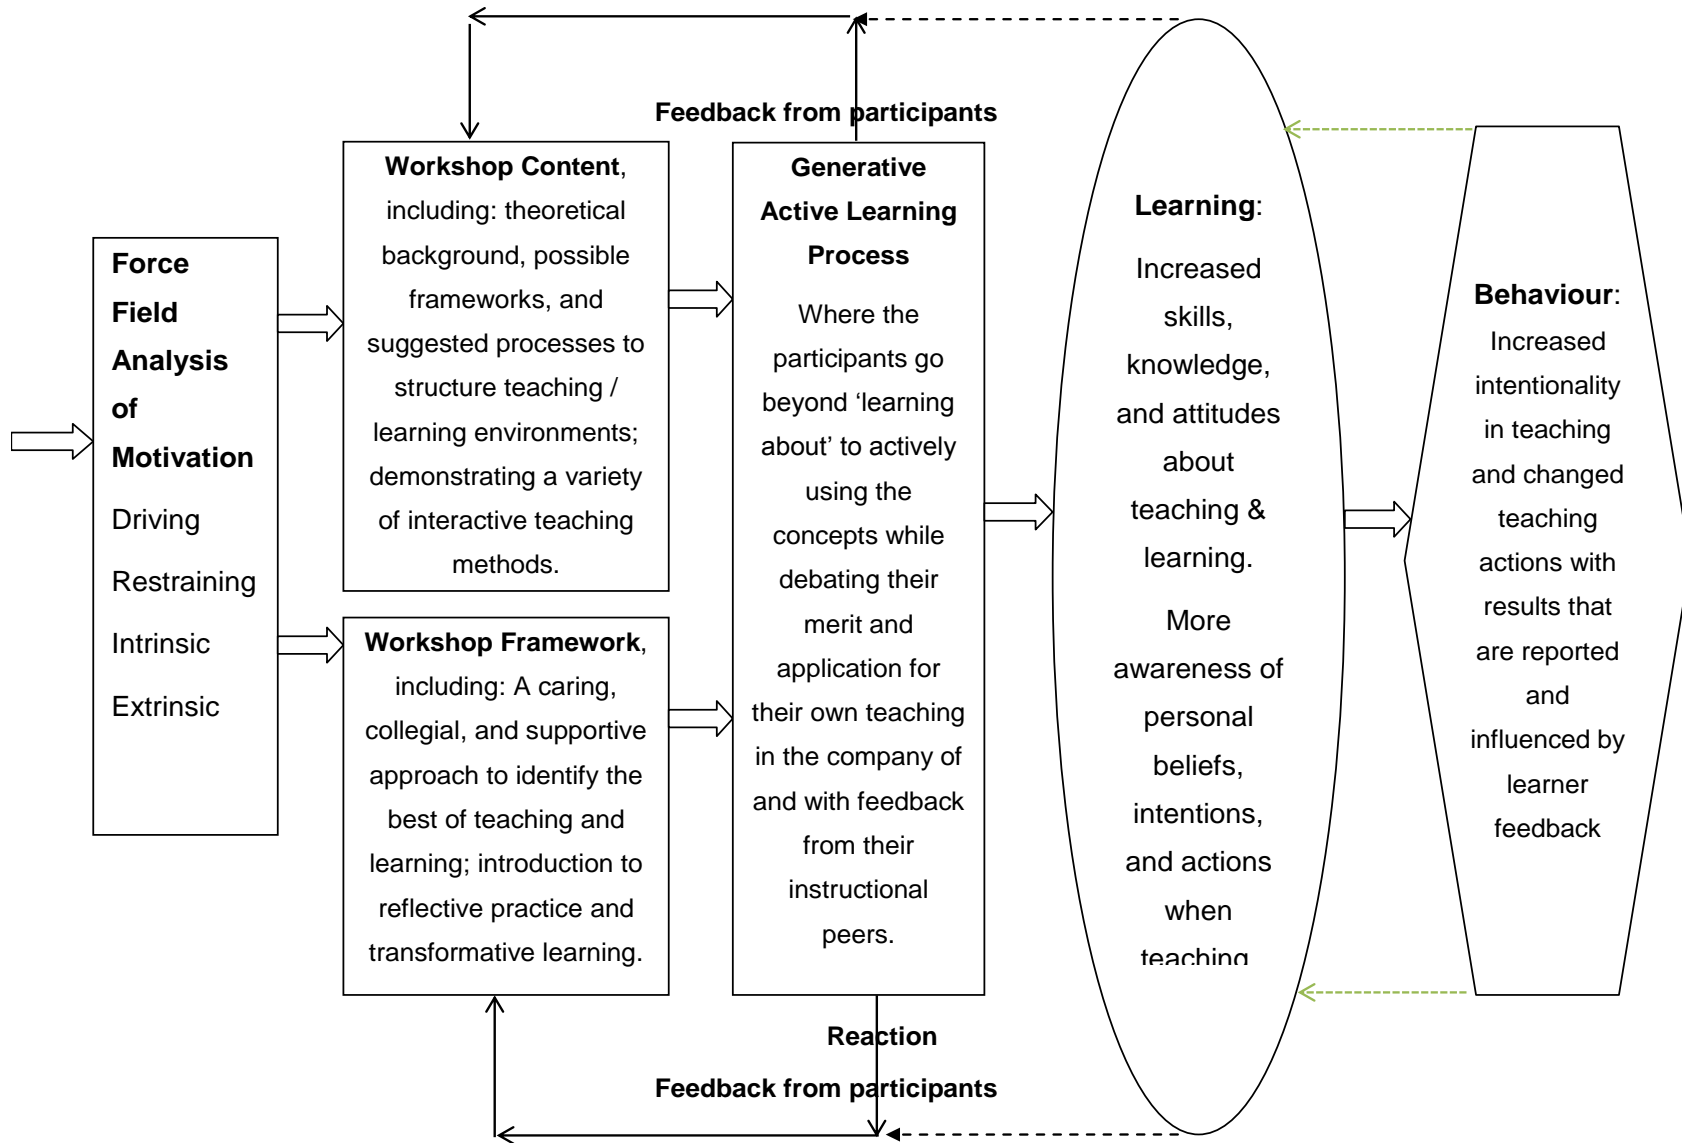 Feedback from participants
Force
Field
Analysis
of
Motivation
Driving
Restraining
Intrinsic
Extrinsic
Workshop Content,
including: theoretical
background, possible
frameworks, and
suggested processes to
structure teaching /
learning environments;
demonstrating a variety
of interactive teaching
methods.
Workshop Framework,
including: A caring,
collegial, and supportive
approach to identify the
best of teaching and
learning; introduction to
reflective practice and
transformative learning.
Generative
Active Learning
Process
Where the
participants go
beyond ‘learning
about’ to actively
using the
concepts while
debating their
merit and
application for
their own teaching
in the company of
and with feedback
from their
instructional
peers.
Learning:
Increased
skills,
knowledge,
and attitudes
about
teaching &
learning.
More
awareness of
personal
beliefs,
intentions,
and actions
when
teaching
Behaviour:
Increased
intentionality
in teaching
and changed
teaching
actions with
results that
are reported
and
influenced by
learner
feedback
Reaction
Feedback from participants